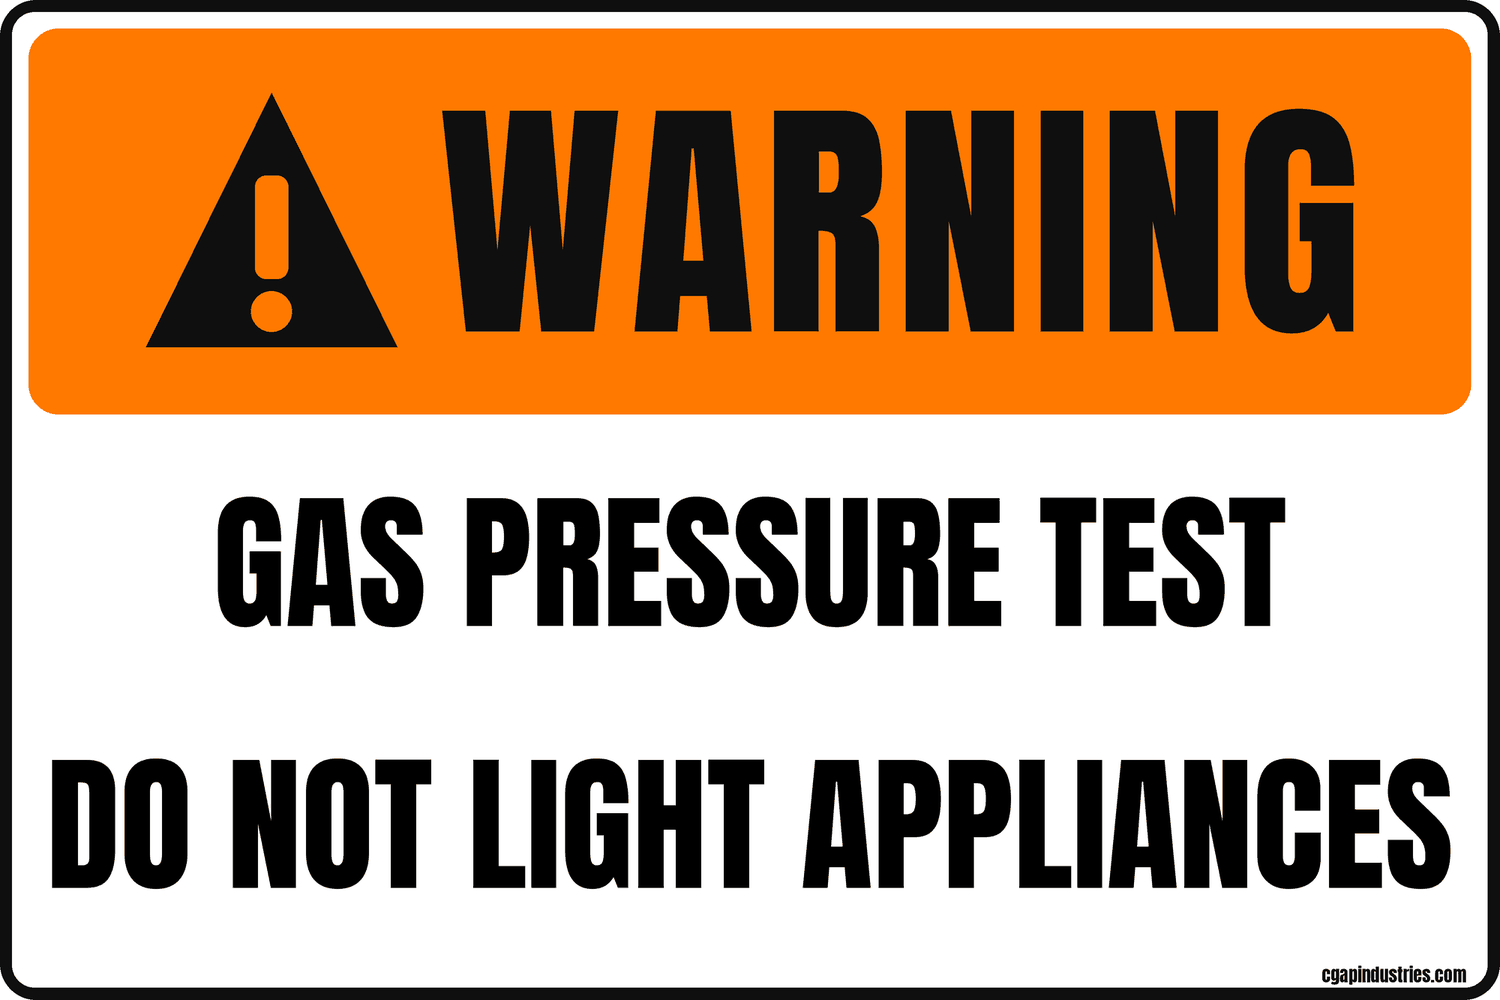 WARNING
GAS PRESSURE TEST
DO NOT LIGHT APPLIANCES
cgapindustries.com